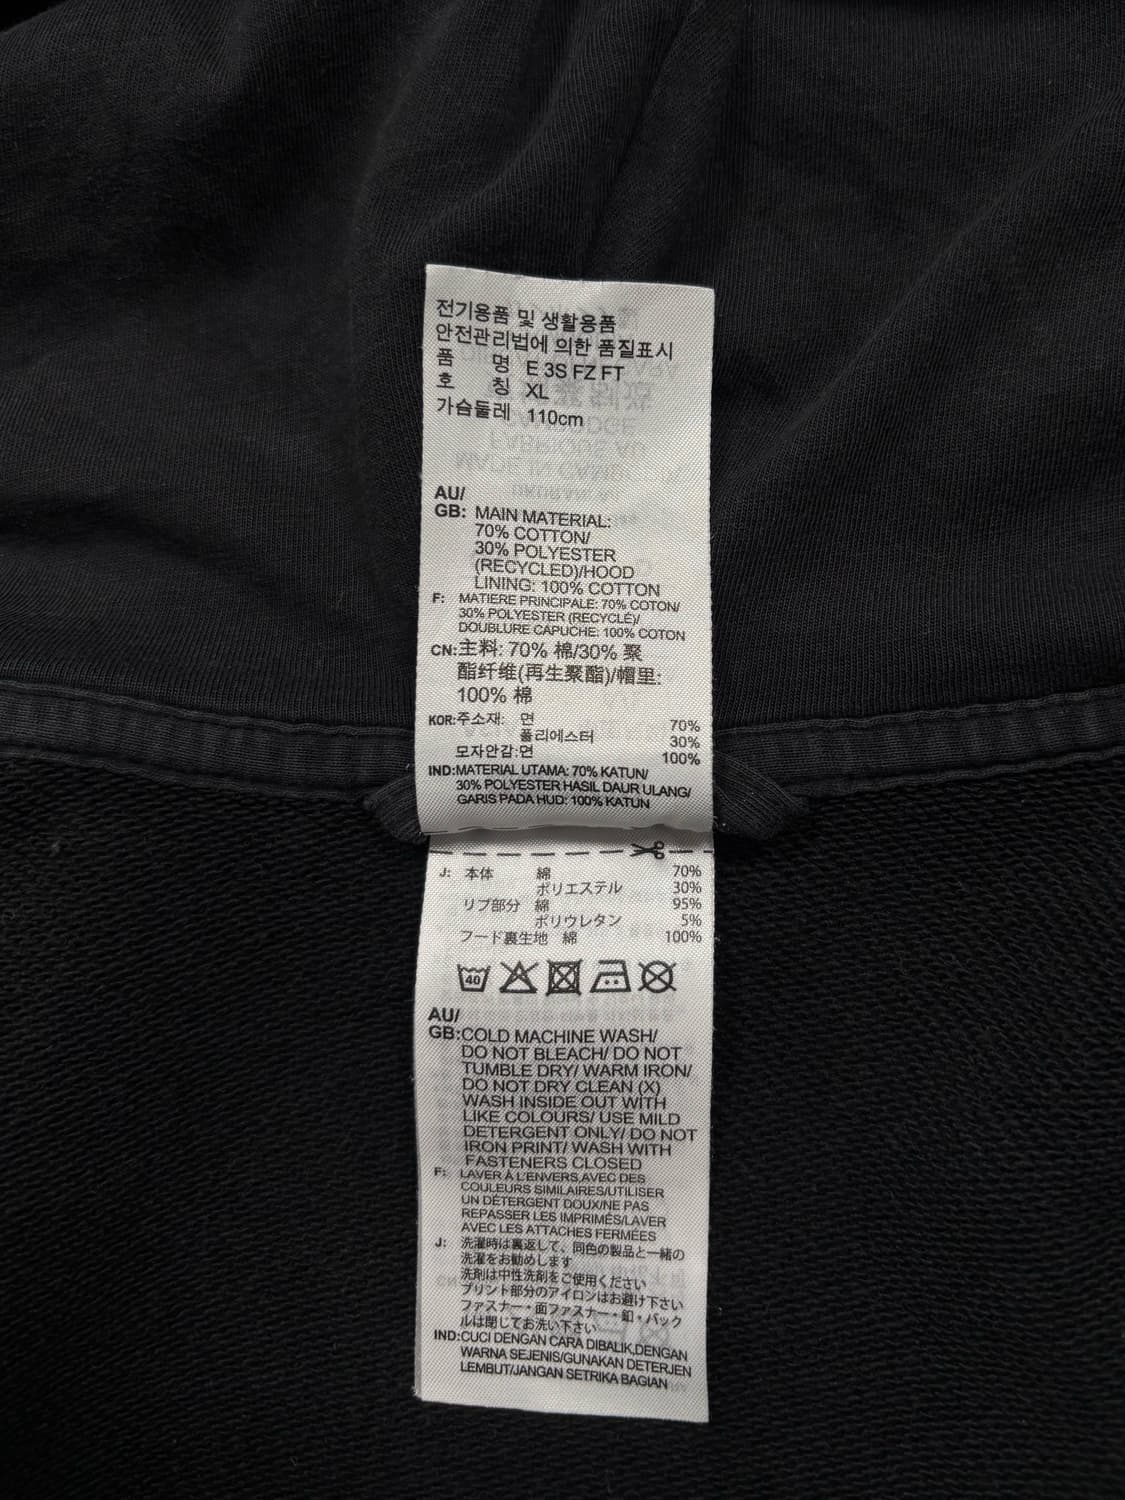 전기용품 및 생활용품
안전관리법에 의한 품질표시
품 명 E 3S FZ FT
호 칭 XL
가슴둘레 110cm
AU/
GB: MAIN MATERIAL:
70% COTTON/
30% POLYESTER
(RECYCLED)/HOOD
LINING: 100% COTTON
F: MATIERE PRINCIPALE: 70% COTON/
30% POLYESTER (RECYCLÉ)/
DOUBLURE CAPUCHE: 100% COTON
CN: 主料: 70% 棉/30% 聚
酯纤维(再生聚酯)/帽里:
100% 棉
KOR: 주소재: 면 70%
폴리에스터 30%
모자안감:면 100%
IND: MATERIAL UTAMA: 70% KATUN/
30% POLYESTER HASIL DAUR ULANG/
GARIS PADA HUD: 100% KATUN
J: 本体 綿 70%
ポリエステル 30%
リブ部分 綿 95%
ポリウレタン 5%
フード裏生地 綿 100%
40
AU/
GB: COLD MACHINE WASH/
DO NOT BLEACH/ DO NOT
TUMBLE DRY/ WARM IRON/
DO NOT DRY CLEAN (X)
WASH INSIDE OUT WITH
LIKE COLOURS/ USE MILD
DETERGENT ONLY/ DO NOT
IRON PRINT/ WASH WITH
FASTENERS CLOSED
F: LAVER À L'ENVERS,AVEC DES
COULEURS SIMILAIRES/UTILISER
UN DÉTERGENT DOUX/NE PAS
REPASSER LES IMPRIMÉS/LAVER
AVEC LES ATTACHES FERMÉES
J: 洗濯時は裏返して、同色の製品と一緒の
洗濯をお勧めします
洗剤は中性洗剤をご使用ください
プリント部分のアイロンはお避け下さい
ファスナー・面ファスナー・釦・バック
ルは閉じてお洗い下さい
IND: CUCI DENGAN CARA DIBALIK,DENGAN
WARNA SEJENIS/GUNAKAN DETERJEN
LEMBUT/JANGAN SETRIKA BAGIAN